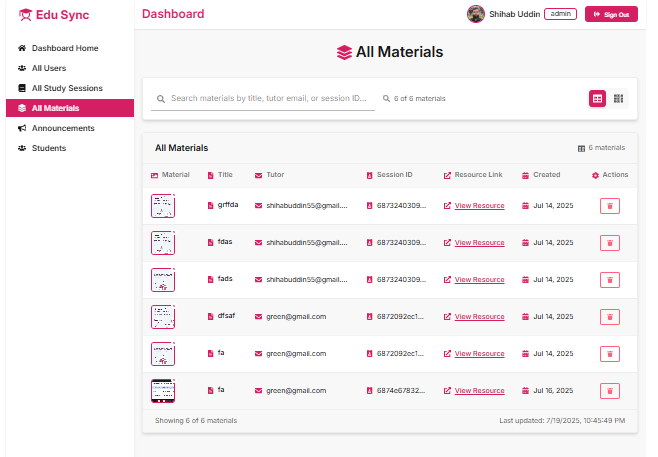 Edu Sync
Dashboard
Shihab Uddin
admin
Sign Out
Dashboard Home
All Users
All Study Sessions
All Materials
Announcements
Students
All Materials
Search materials by title, tutor email, or session ID...
6 of 6 materials
All Materials
6 materials
Material Title Tutor Session ID Resource Link Created Actions
grffda shihabuddin55@gmail.... 6873240309... View Resource Jul 14, 2025
fdas shihabuddin55@gmail.... 6873240309... View Resource Jul 14, 2025
fads shihabuddin55@gmail.... 6873240309... View Resource Jul 14, 2025
dfsaf green@gmail.com 6872092ec1... View Resource Jul 14, 2025
fa green@gmail.com 6872092ec1... View Resource Jul 14, 2025
fa green@gmail.com 6874e67832... View Resource Jul 16, 2025
Showing 6 of 6 materials
Last updated: 7/19/2025, 10:45:49 PM